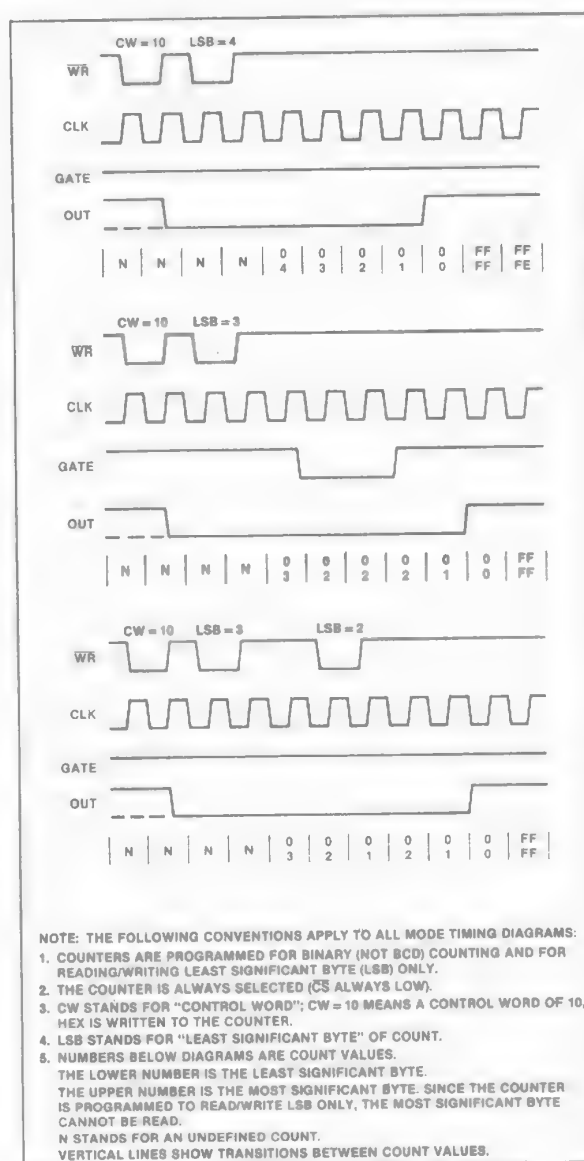 CW = 10 LSB = 4
WR
CLK
GATE
OUT
N N N N 0 0 0 0 0 FF FF
4 3 2 1 0 FF FE
CW = 10 LSB = 3
WR
CLK
GATE
OUT
N N N N 0 0 0 0 0 0 FF
3 2 2 2 1 0 FF
CW = 10 LSB = 3 LSB = 2
WR
CLK
GATE
OUT
N N N N 0 0 0 0 0 0 FF
3 2 1 2 1 0 FF
NOTE: THE FOLLOWING CONVENTIONS APPLY TO ALL MODE TIMING DIAGRAMS:
1. COUNTERS ARE PROGRAMMED FOR BINARY (NOT BCD) COUNTING AND FOR
READING/WRITING LEAST SIGNIFICANT BYTE (LSB) ONLY.
2. THE COUNTER IS ALWAYS SELECTED (CS ALWAYS LOW).
3. CW STANDS FOR "CONTROL WORD"; CW = 10 MEANS A CONTROL WORD OF 10,
HEX IS WRITTEN TO THE COUNTER.
4. LSB STANDS FOR "LEAST SIGNIFICANT BYTE" OF COUNT.
5. NUMBERS BELOW DIAGRAMS ARE COUNT VALUES.
THE LOWER NUMBER IS THE LEAST SIGNIFICANT BYTE.
THE UPPER NUMBER IS THE MOST SIGNIFICANT BYTE. SINCE THE COUNTER
IS PROGRAMMED TO READ/WRITE LSB ONLY, THE MOST SIGNIFICANT BYTE
CANNOT BE READ.
N STANDS FOR AN UNDEFINED COUNT.
VERTICAL LINES SHOW TRANSITIONS BETWEEN COUNT VALUES.